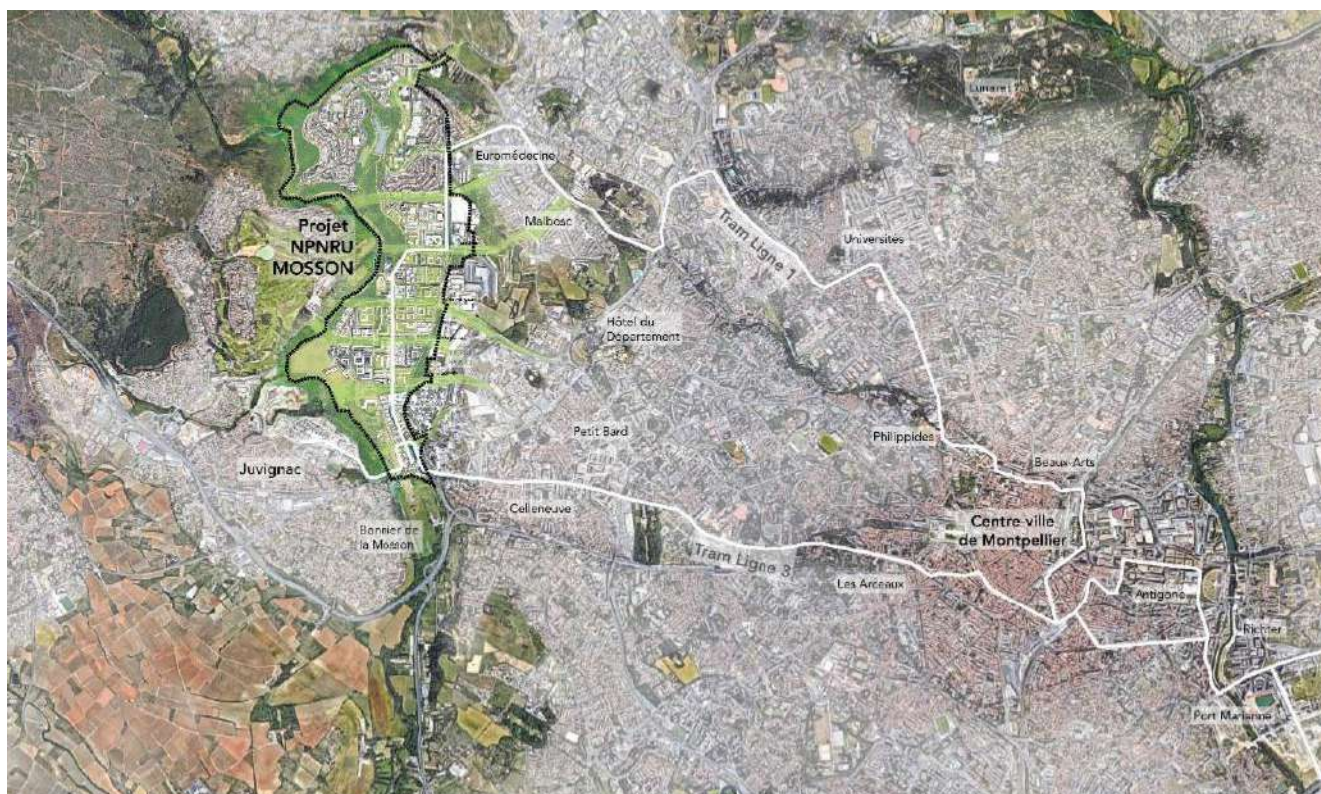 Lunaret
Euromédecine
Malbosc
Projet
NPNRU
MOSSON
Tram Ligne 1
Universités
Hôtel du
Département
Petit Bard
Philippides
Beaux-Arts
Juvignac
Celleneuve
Bonnier de
la Mosson
Centre-ville
de Montpellier
Tram Ligne 3
Les Arceaux
Antigone
Richter
Port Marianne